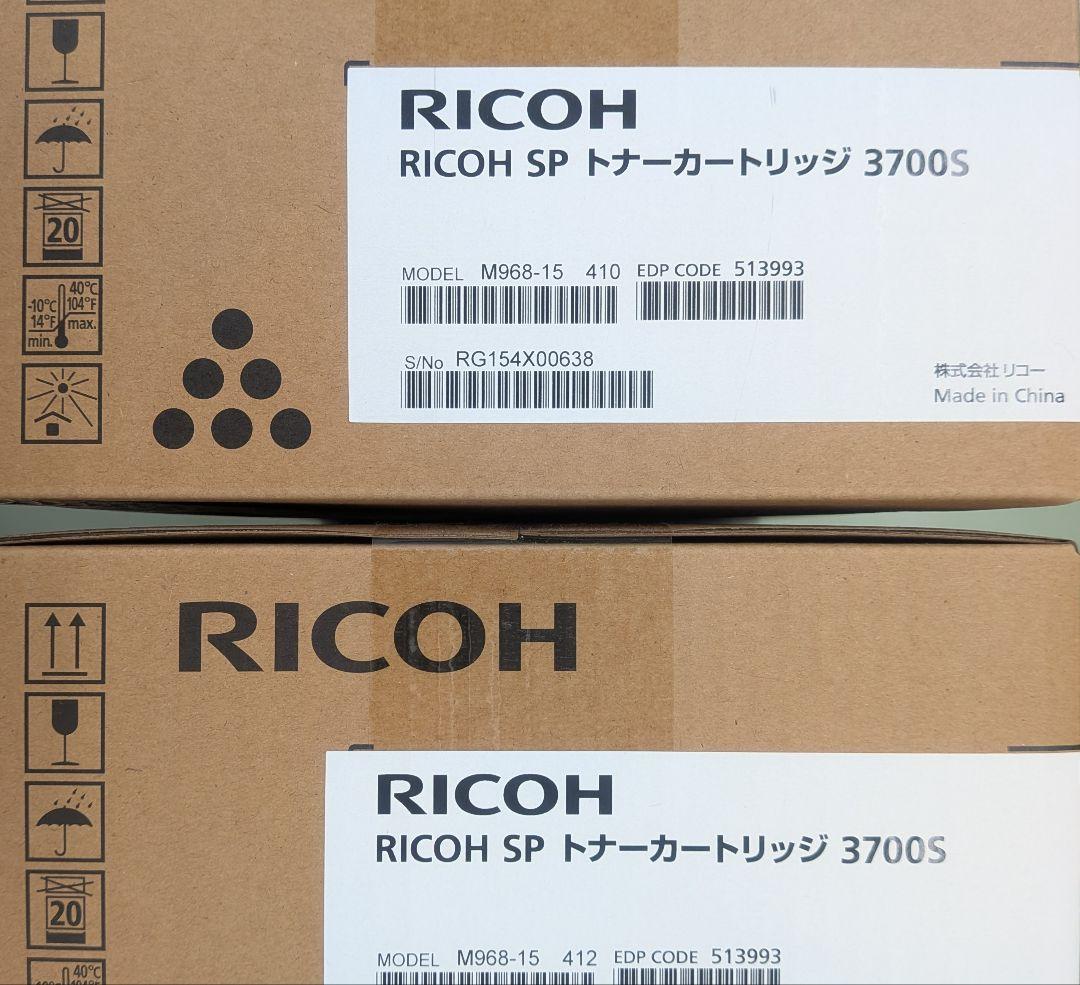 RICOH
RICOH SP トナーカートリッジ 3700S
MODEL M968-15 410 EDP CODE 513993
S/No RG154X00638
株式会社リコー
Made in China
20
40℃
-10℃ 104°F
14°F max.
min.
RICOH
RICOH
RICOH SP トナーカートリッジ 3700S
MODEL M968-15 412 EDP CODE 513993
20
40℃